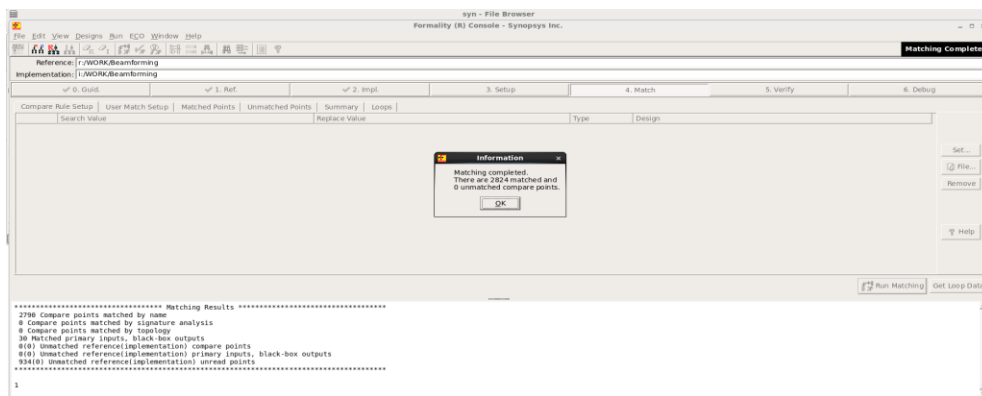 syn - File Browser
Formality (R) Console - Synopsys Inc.
File Edit View Designs Run ECO Window Help
Matching Complete
Reference: r:/WORK/Beamforming
Implementation: i:/WORK/Beamforming
0. Guid. 1. Ref. 2. Impl. 3. Setup 4. Match 5. Verify 6. Debug
Compare Rule Setup User Match Setup Matched Points Unmatched Points Summary Loops
Search Value Replace Value Type Design
Information
Matching completed.
There are 2824 matched and
0 unmatched compare points.
OK
Set...
File...
Remove
Help
Run Matching Get Loop Data
********************************** Matching Results **********************************
2790 Compare points matched by name
0 Compare points matched by signature analysis
0 Compare points matched by topology
30 Matched primary inputs, black-box outputs
0(0) Unmatched reference(implementation) compare points
0(0) Unmatched reference(implementation) primary inputs, black-box outputs
934(0) Unmatched reference(implementation) unread points
**************************************************************************************
1